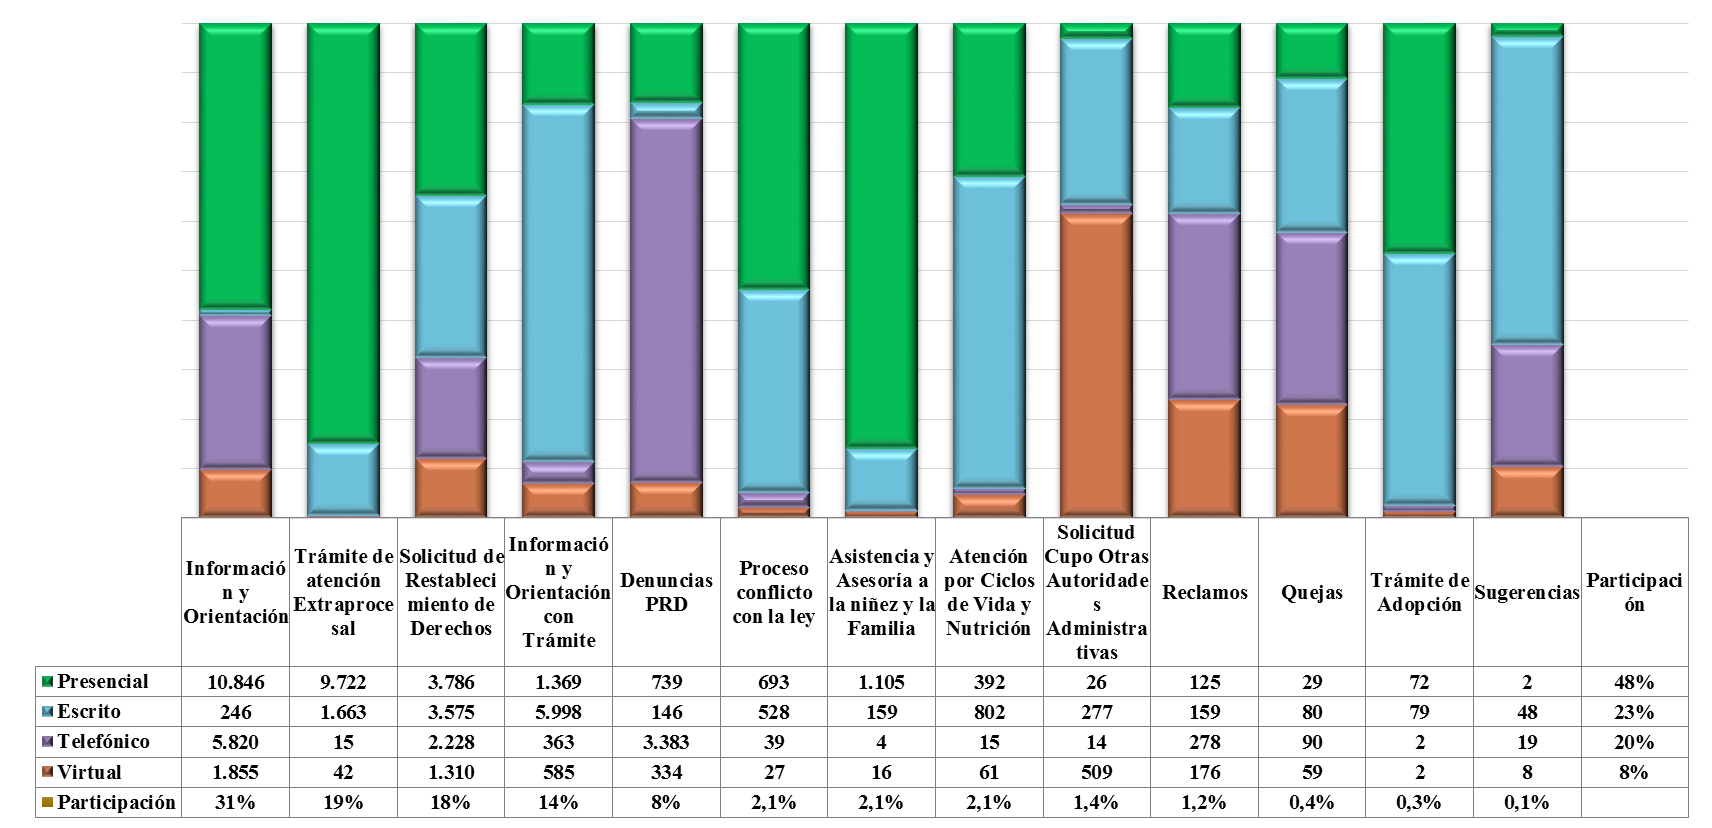 Informació
n y
Orientación
Trámite de
atención
Extraproce
sal
Solicitud de
Restableci
miento de
Derechos
Informació
n y
Orientación
con
Trámite
Denuncias
PRD
Proceso
conflicto
con la ley
Asistencia y
Asesoría a
la niñez y la
Familia
Atención
por Ciclos
de Vida y
Nutrición
Solicitud
Cupo Otras
Autoridade
s
Administra
tivas
Reclamos
Quejas
Trámite de
Adopción
Sugerencias
Participaci
ón
Presencial 10.846 9.722 3.786 1.369 739 693 1.105 392 26 125 29 72 2 48%
Escrito 246 1.663 3.575 5.998 146 528 159 802 277 159 80 79 48 23%
Telefónico 5.820 15 2.228 363 3.383 39 4 15 14 278 90 2 19 20%
Virtual 1.855 42 1.310 585 334 27 16 61 509 176 59 2 8 8%
Participación 31% 19% 18% 14% 8% 2,1% 2,1% 2,1% 1,4% 1,2% 0,4% 0,3% 0,1%